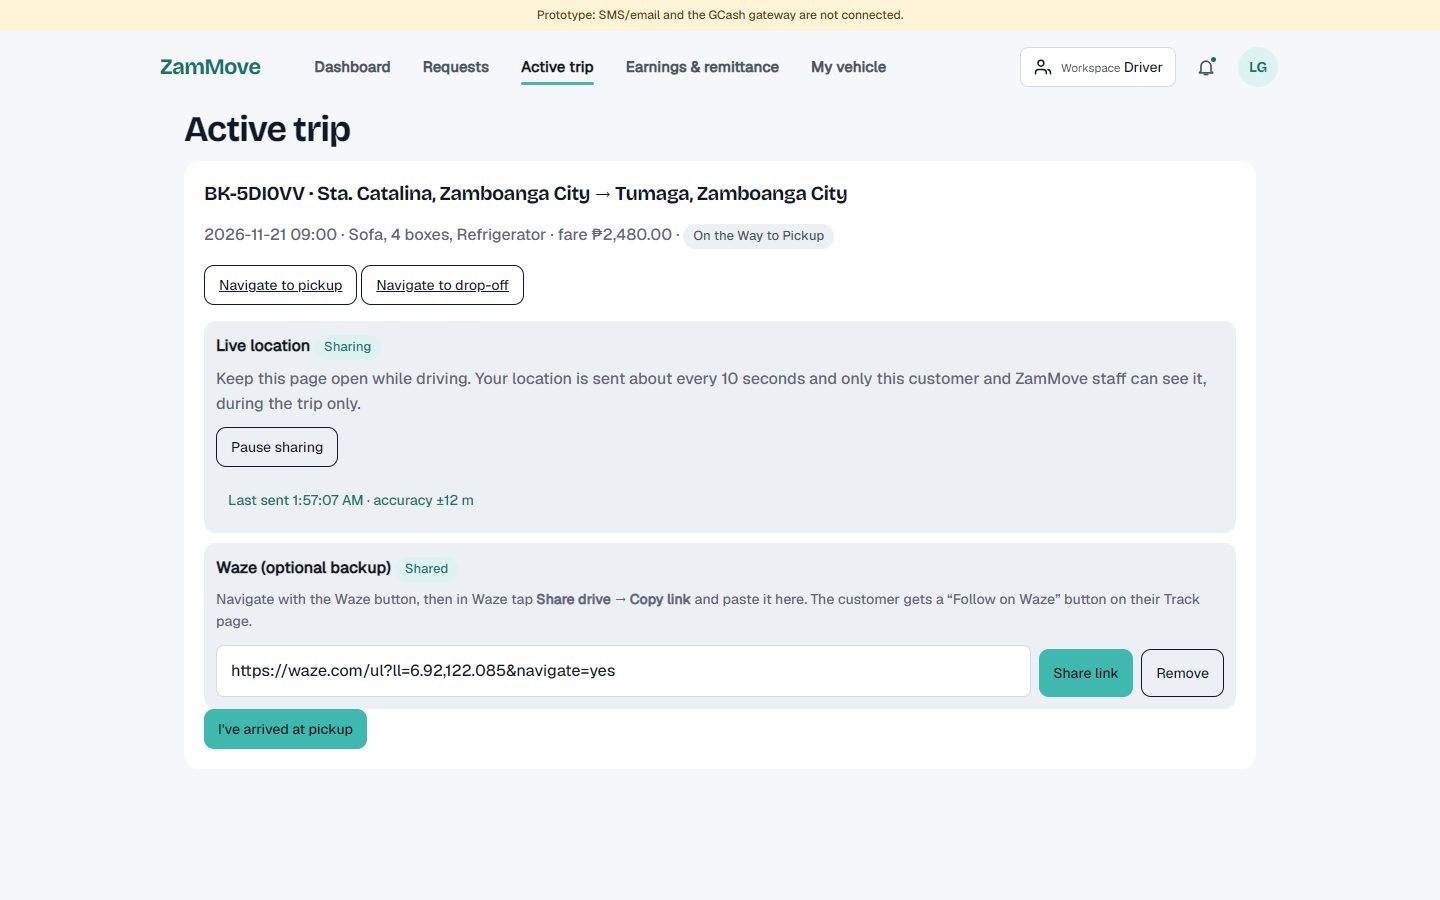 Prototype: SMS/email and the GCash gateway are not connected.
ZamMove Dashboard Requests Active trip Earnings & remittance My vehicle Workspace Driver LG
Active trip
BK-5DI0VV · Sta. Catalina, Zamboanga City → Tumaga, Zamboanga City
2026-11-21 09:00 · Sofa, 4 boxes, Refrigerator · fare ₱2,480.00 · On the Way to Pickup
Navigate to pickup Navigate to drop-off
Live location Sharing
Keep this page open while driving. Your location is sent about every 10 seconds and only this customer and ZamMove staff can see it,
during the trip only.
Pause sharing
Last sent 1:57:07 AM · accuracy ±12 m
Waze (optional backup) Shared
Navigate with the Waze button, then in Waze tap Share drive → Copy link and paste it here. The customer gets a “Follow on Waze” button on their Track
page.
https://waze.com/ul?ll=6.92,122.085&navigate=yes Share link Remove
I've arrived at pickup